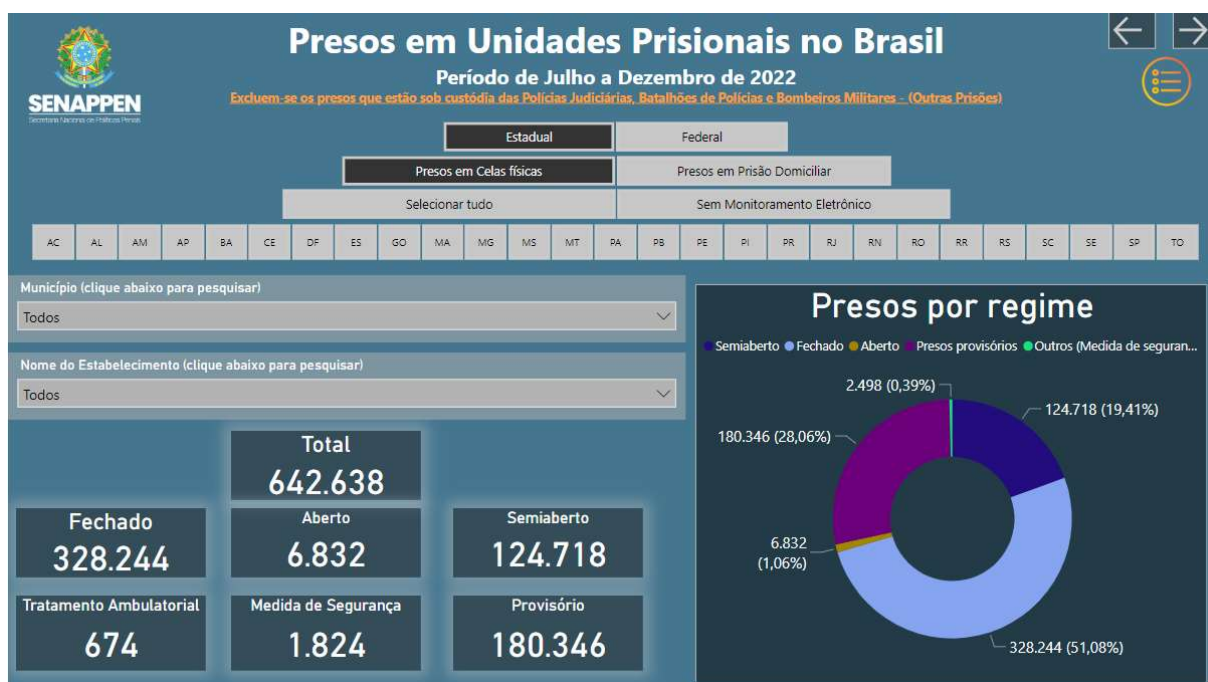 Presos em Unidades Prisionais no Brasil
Período de Julho a Dezembro de 2022
Excluem-se os presos que estão sob custódia das Polícias Judiciárias, Batalhões de Polícias e Bombeiros Militares - (Outras Prisões)
SENAPPEN
Secretaria Nacional de Políticas Penais
Estadual Federal
Presos em Celas físicas Presos em Prisão Domiciliar
Selecionar tudo Sem Monitoramento Eletrônico
AC AL AM AP BA CE DF ES GO MA MG MS MT PA PB PE PI PR RJ RN RO RR RS SC SE SP TO
Município (clique abaixo para pesquisar)
Todos
Nome do Estabelecimento (clique abaixo para pesquisar)
Todos
Total
642.638
Fechado Aberto Semiaberto
328.244 6.832 124.718
Tratamento Ambulatorial Medida de Segurança Provisório
674 1.824 180.346
Presos por regime
Semiaberto Fechado Aberto Presos provisórios Outros (Medida de seguran...
2.498 (0,39%)
124.718 (19,41%)
180.346 (28,06%)
6.832
(1,06%)
328.244 (51,08%)